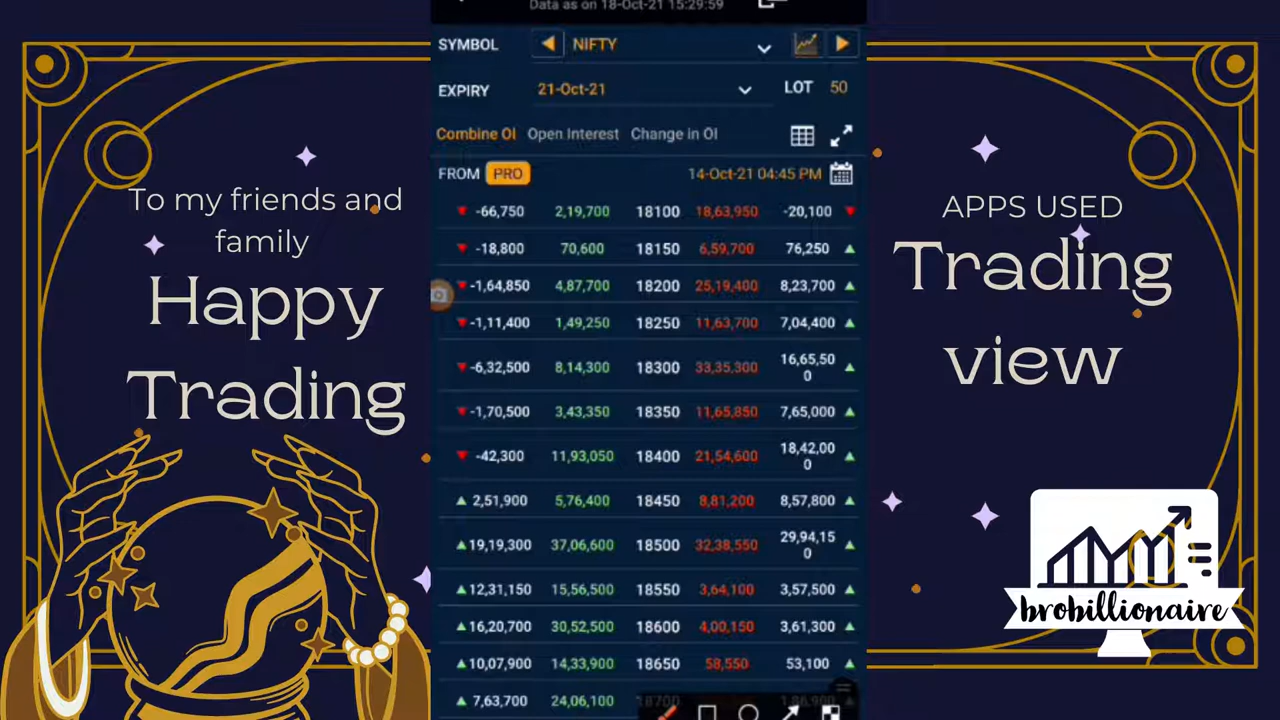 Data as on 18-Oct-21 15:29:59
SYMBOL NIFTY
EXPIRY 21-Oct-21 LOT 50
Combine OI Open Interest Change in OI
FROM PRO 14-Oct-21 04:45 PM
-66,750 2,19,700 18100 18,63,950 -20,100
-18,800 70,600 18150 6,59,700 76,250
-1,64,850 4,87,700 18200 25,19,400 8,23,700
-1,11,400 1,49,250 18250 11,63,700 7,04,400
-6,32,500 8,14,300 18300 33,35,300 16,65,50
0
-1,70,500 3,43,350 18350 11,65,850 7,65,000
-42,300 11,93,050 18400 21,54,600 18,42,00
0
2,51,900 5,76,400 18450 8,81,200 8,57,800
19,19,300 37,06,600 18500 32,38,550 29,94,15
0
12,31,150 15,56,500 18550 3,64,100 3,57,500
16,20,700 30,52,500 18600 4,00,150 3,61,300
10,07,900 14,33,900 18650 58,550 53,100
7,63,700 24,06,100 18700 1,86,900
To my friends and
family
Happy
Trading
APPS USED
Trading
view
brobillionaire